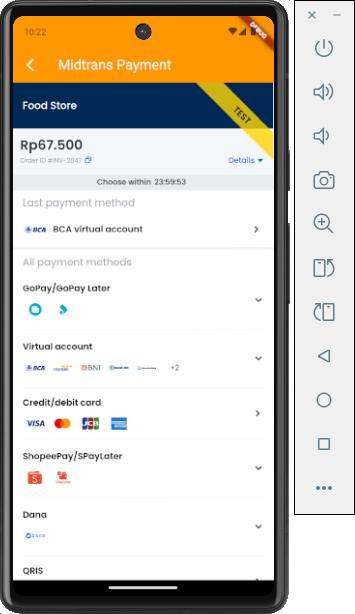 10:22
DEBUG
Midtrans Payment
Food Store
TEST
Rp67.500
Order ID #INV-2647
Details
Choose within 23:59:53
Last payment method
BCA BCA virtual account
All payment methods
GoPay/GoPay Later
Virtual account
BCA BNI +2
Credit/debit card
VISA JCB
ShopeePay/SPayLater
Dana
QRIS